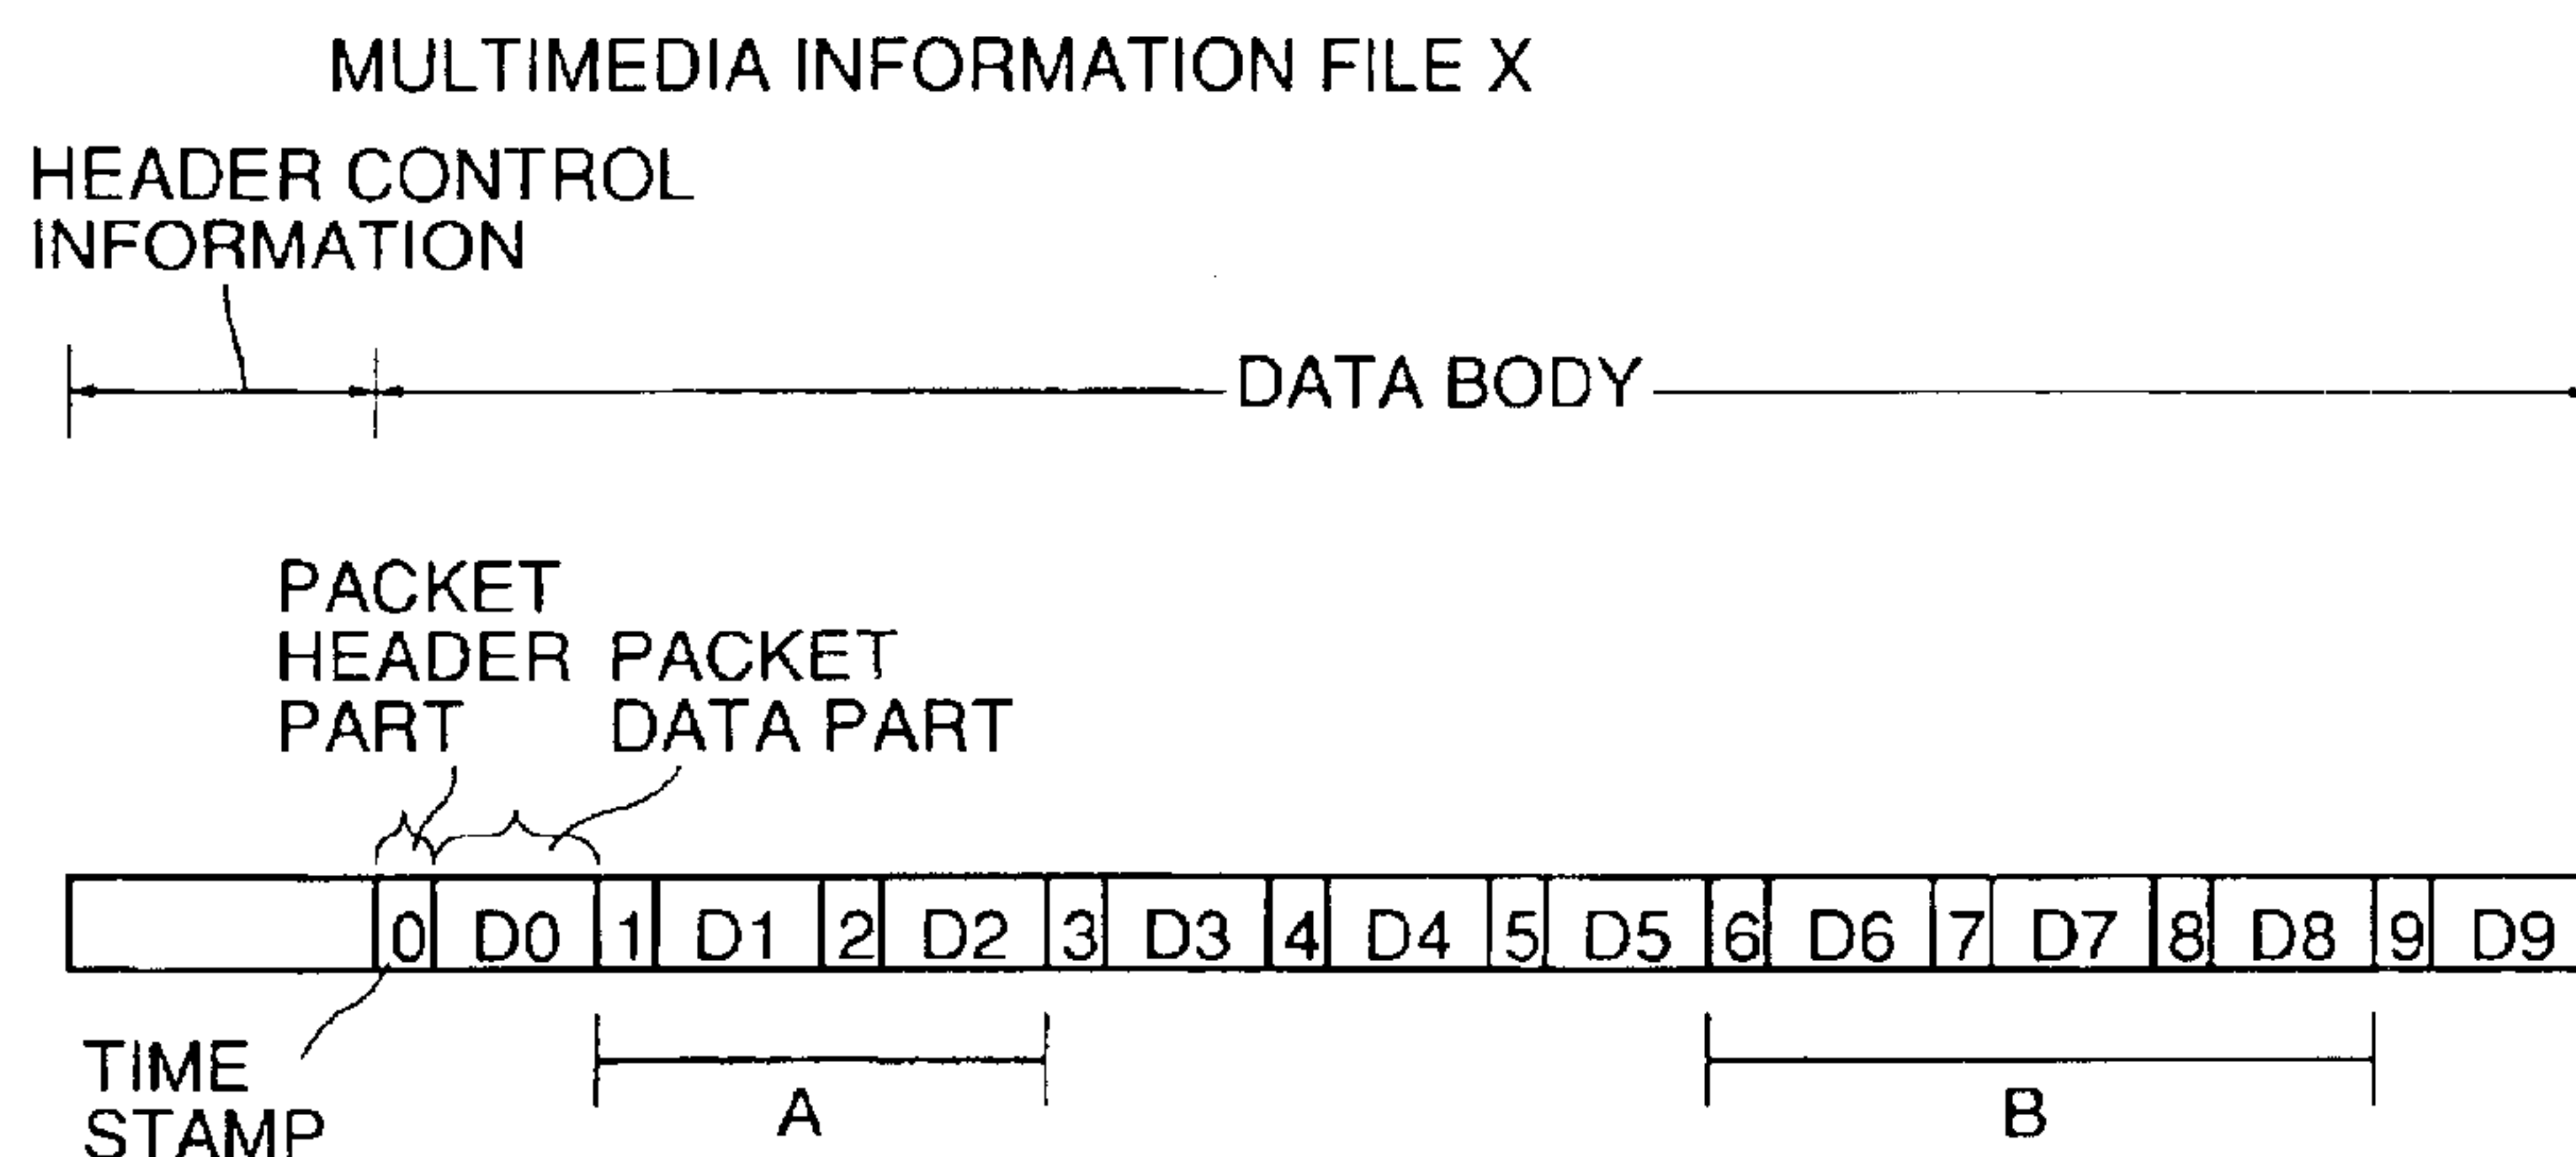 MULTIMEDIA INFORMATION FILE X
HEADER CONTROL
INFORMATION
DATA BODY
PACKET
HEADER PACKET
PART DATA PART
0 D0 1 D1 2 D2 3 D3 4 D4 5 D5 6 D6 7 D7 8 D8 9 D9
TIME
STAMP
A
B